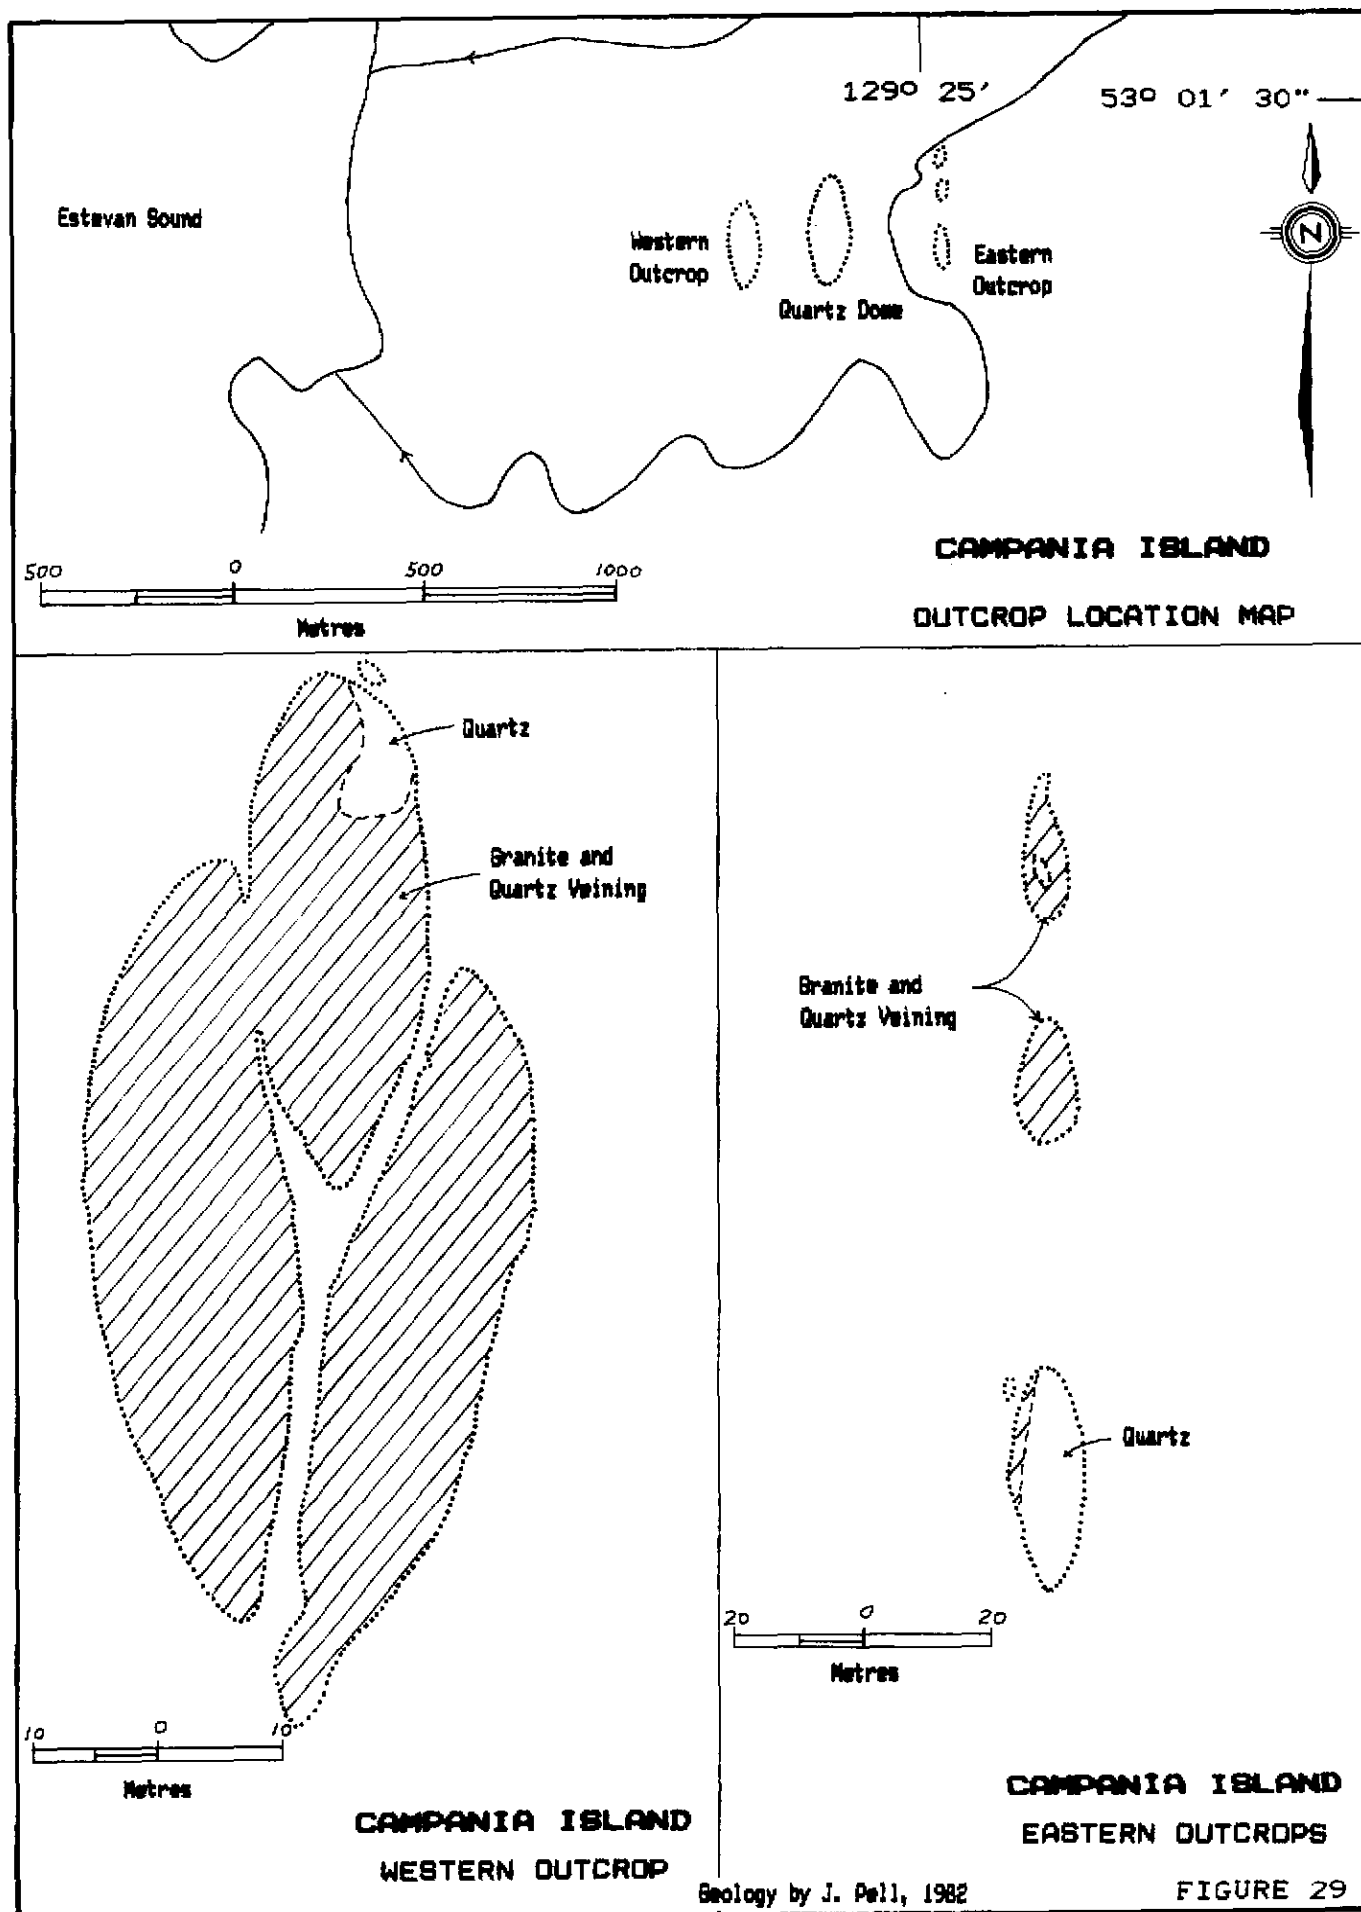 129º 25′
53º 01′ 30″
Estevan Sound
Western
Outcrop
Quartz Dome
Eastern
Outcrop
N
CAMPANIA ISLAND
OUTCROP LOCATION MAP
500 0 500 1000
Metres
Quartz
Granite and
Quartz Veining
10 0 10
Metres
CAMPANIA ISLAND
WESTERN OUTCROP
Granite and
Quartz Veining
Quartz
20 0 20
Metres
CAMPANIA ISLAND
EASTERN OUTCROPS
Geology by J. Pell, 1982
FIGURE 29